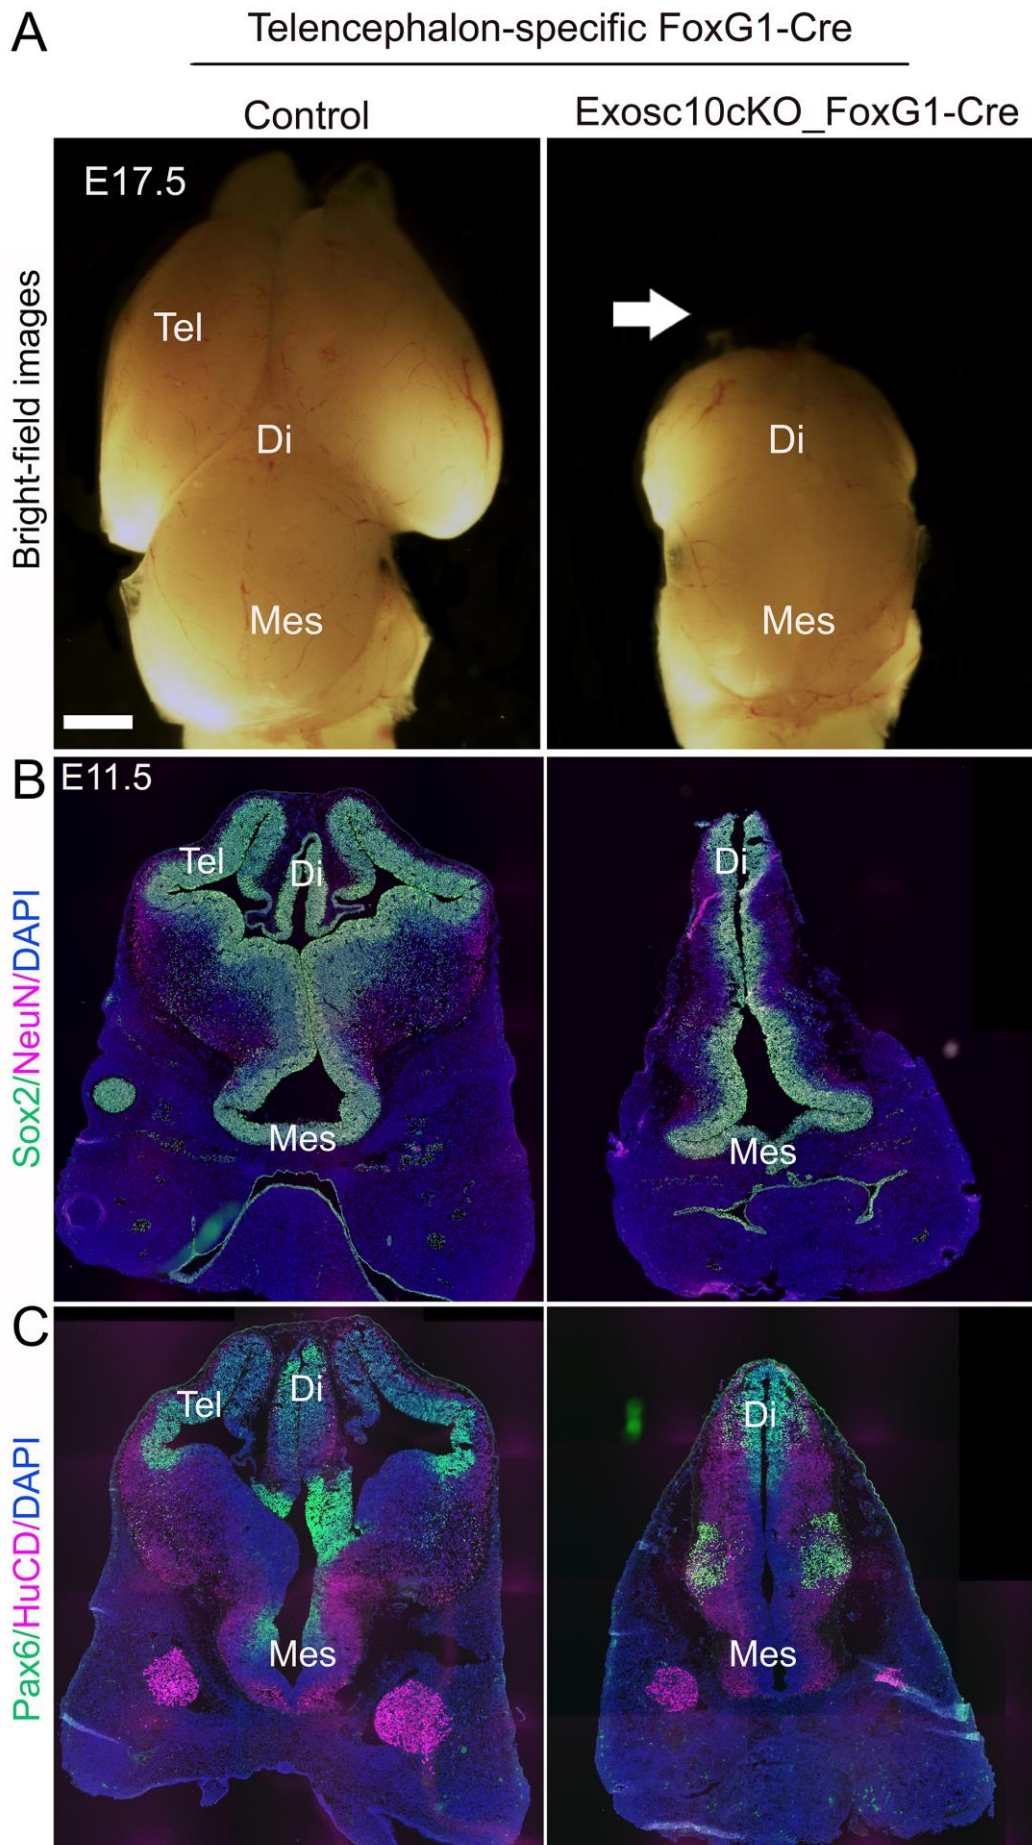 A
Telencephalon-specific FoxG1-Cre
Control
Exosc10cKO_FoxG1-Cre
Bright-field images
E17.5
Tel
Di
Mes
Di
Mes
B
Sox2/NeuN/DAPI
E11.5
Tel
Di
Mes
Di
Mes
C
Pax6/HuCD/DAPI
Tel
Di
Mes
Di
Mes